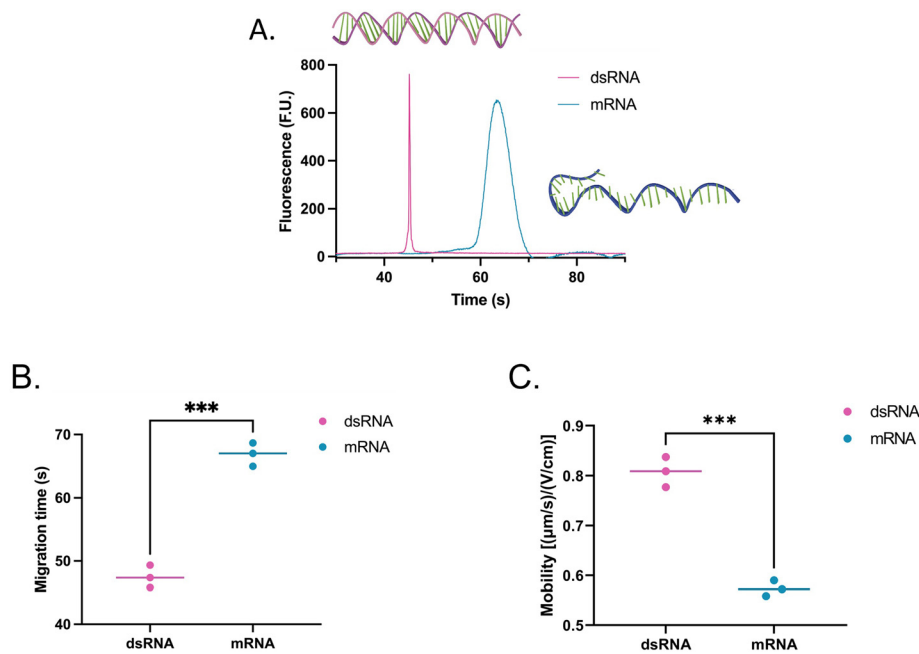 A.
800
600
400
200
0
Fluorescence (F.U.)
40 60 80
Time (s)
dsRNA
mRNA
B.
***
dsRNA
mRNA
70
60
50
40
Migration time (s)
dsRNA mRNA
C.
***
dsRNA
mRNA
0.9
0.8
0.7
0.6
0.5
Mobility [(μm/s)/(V/cm)]
dsRNA mRNA